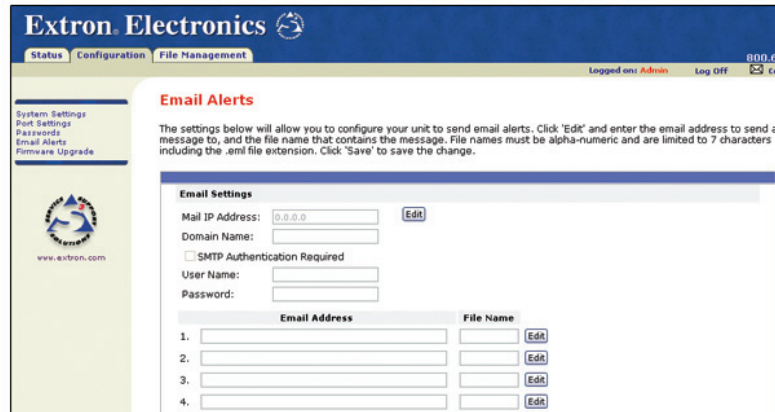 Extron Electronics
Status Configuration File Management
800.6
Logged on: Admin Log Off
System Settings
Port Settings
Passwords
Email Alerts
Firmware Upgrade
SERVICE SUPPORT SOLUTIONS
www.extron.com
Email Alerts
The settings below will allow you to configure your unit to send email alerts. Click 'Edit' and enter the email address to send a
message to, and the file name that contains the message. File names must be alpha-numeric and are limited to 7 characters
including the .eml file extension. Click 'Save' to save the change.
Email Settings
Mail IP Address: 0.0.0.0 Edit
Domain Name:
SMTP Authentication Required
User Name:
Password:
Email Address File Name
1. Edit
2. Edit
3. Edit
4. Edit